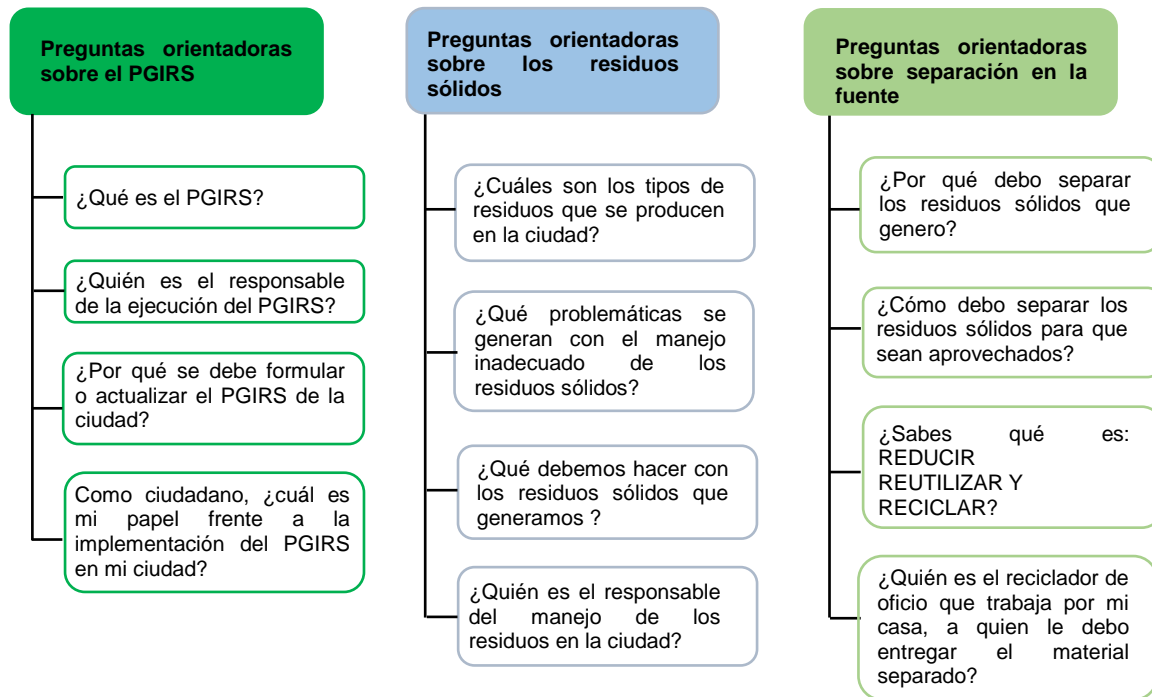 Preguntas orientadoras
sobre el PGIRS
¿Qué es el PGIRS?
¿Quién es el responsable
de la ejecución del PGIRS?
¿Por qué se debe formular
o actualizar el PGIRS de la
ciudad?
Como ciudadano, ¿cuál es
mi papel frente a la
implementación del PGIRS
en mi ciudad?
Preguntas orientadoras
sobre los residuos
sólidos
¿Cuáles son los tipos de
residuos que se producen
en la ciudad?
¿Qué problemáticas se
generan con el manejo
inadecuado de los
residuos sólidos?
¿Qué debemos hacer con
los residuos sólidos que
generamos ?
¿Quién es el responsable
del manejo de los
residuos en la ciudad?
Preguntas orientadoras
sobre separación en la
fuente
¿Por qué debo separar
los residuos sólidos que
genero?
¿Cómo debo separar los
residuos sólidos para que
sean aprovechados?
¿Sabes qué es:
REDUCIR
REUTILIZAR Y
RECICLAR?
¿Quién es el reciclador de
oficio que trabaja por mi
casa, a quien le debo
entregar el material
separado?